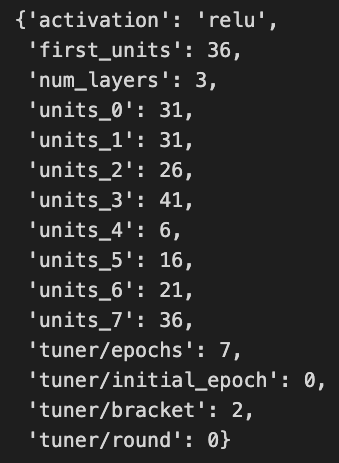 {'activation': 'relu',
'first_units': 36,
'num_layers': 3,
'units_0': 31,
'units_1': 31,
'units_2': 26,
'units_3': 41,
'units_4': 6,
'units_5': 16,
'units_6': 21,
'units_7': 36,
'tuner/epochs': 7,
'tuner/initial_epoch': 0,
'tuner/bracket': 2,
'tuner/round': 0}